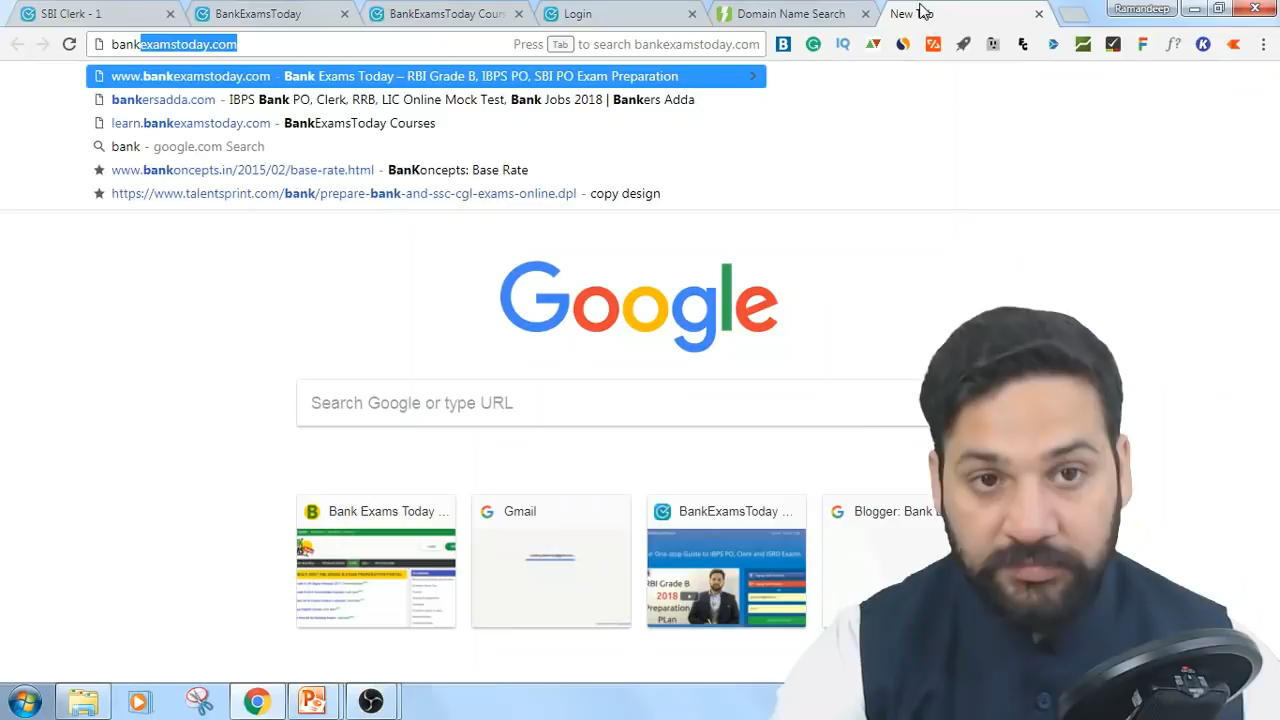 SBI Clerk - 1
BankExamsToday
BankExamsToday Cour
Login
Domain Name Search
New Tab
Ramandeep
bankexamstoday.com
Press Tab to search bankexamstoday.com
www.bankexamstoday.com - Bank Exams Today – RBI Grade B, IBPS PO, SBI PO Exam Preparation
bankersadda.com - IBPS Bank PO, Clerk, RRB, LIC Online Mock Test, Bank Jobs 2018 | Bankers Adda
learn.bankexamstoday.com - BankExamsToday Courses
bank - google.com Search
www.bankoncepts.in/2015/02/base-rate.html - BanKoncepts: Base Rate
https://www.talentsprint.com/bank/prepare-bank-and-ssc-cgl-exams-online.dpl - copy design
Google
Search Google or type URL
Bank Exams Today ...
Gmail
BankExamsToday ...
Blogger: Bank
RBI Grade B
2018
Preparation
PLan